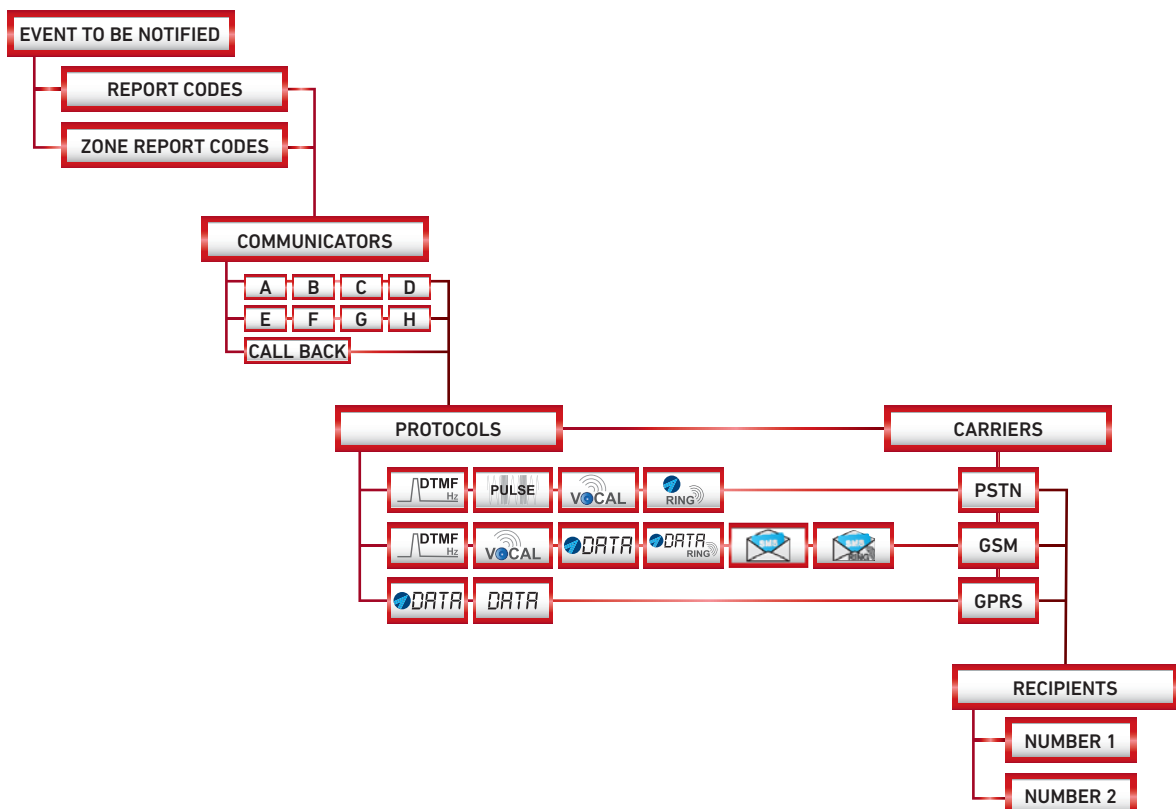 EVENT TO BE NOTIFIED
REPORT CODES
ZONE REPORT CODES
COMMUNICATORS
A B C D
E F G H
CALL BACK
PROTOCOLS CARRIERS
DTMF Hz PULSE VOCAL RING PSTN
DTMF Hz VOCAL DATA DATA RING SMS SMS RING GSM
DATA DATA GPRS
RECIPIENTS
NUMBER 1
NUMBER 2